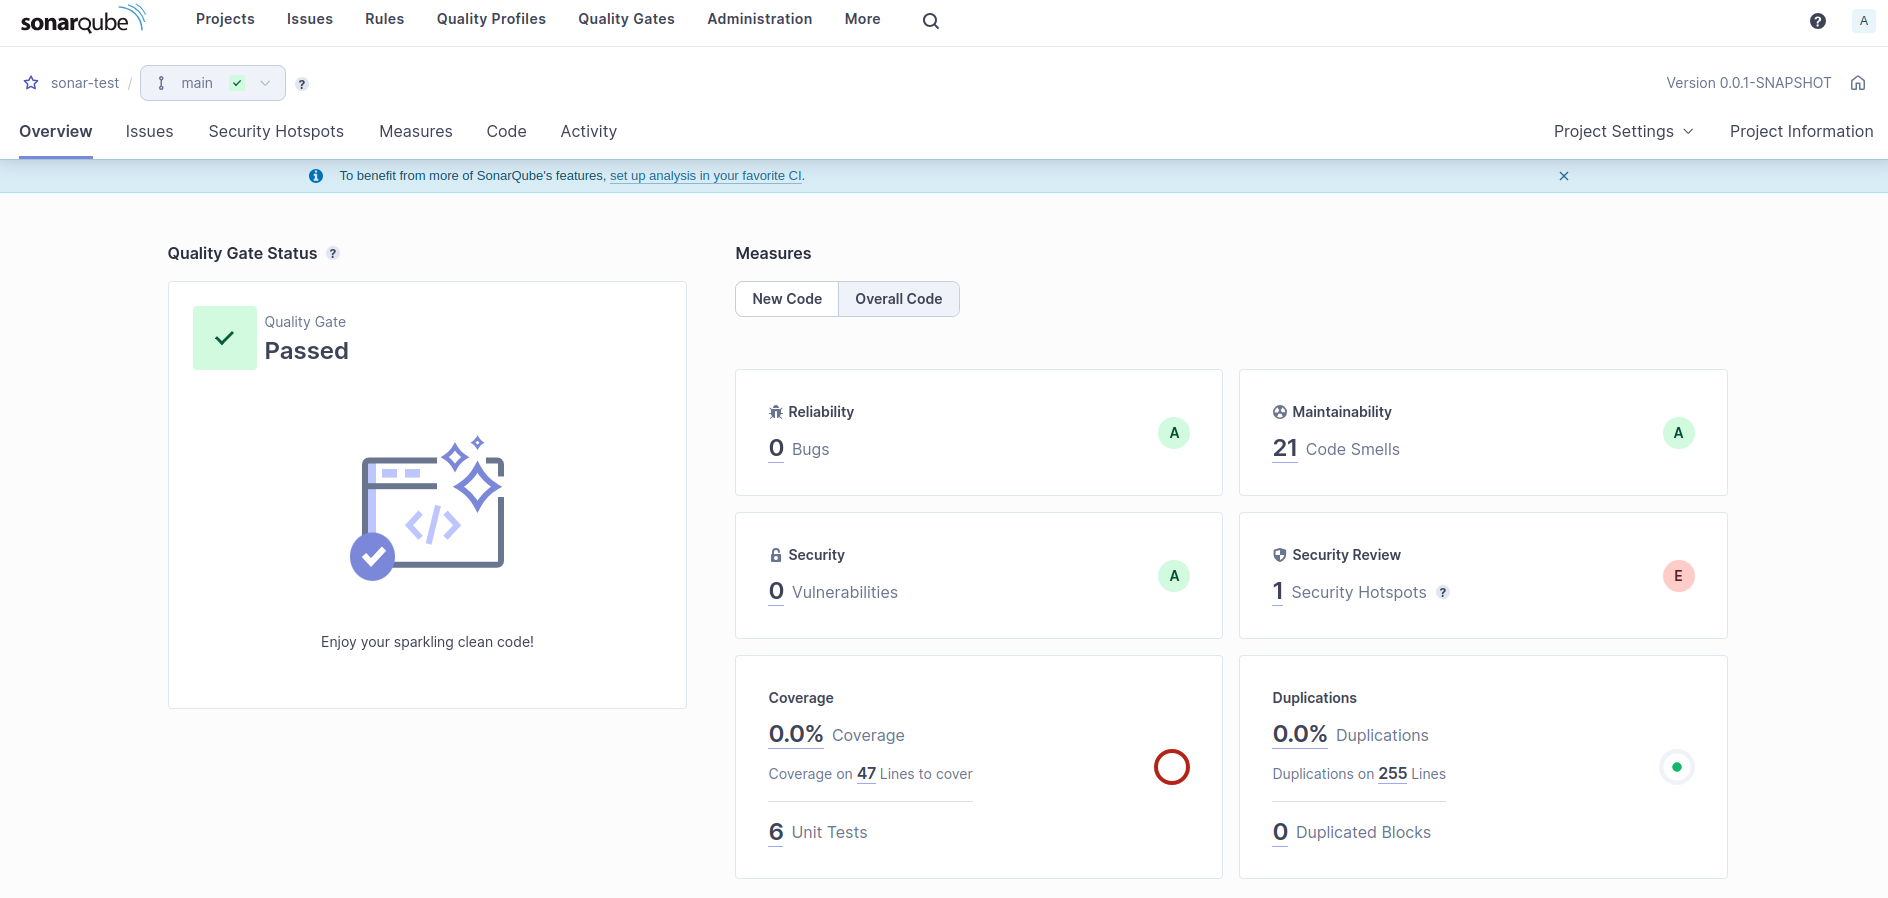 sonarqube Projects Issues Rules Quality Profiles Quality Gates Administration More ? A
sonar-test / main ? Version 0.0.1-SNAPSHOT
Overview Issues Security Hotspots Measures Code Activity Project Settings Project Information
To benefit from more of SonarQube's features, set up analysis in your favorite CI.
Quality Gate Status ?
Quality Gate
Passed
</>
Enjoy your sparkling clean code!
Measures
New Code Overall Code
Reliability
0 Bugs
A
Maintainability
21 Code Smells
A
Security
0 Vulnerabilities
A
Security Review
1 Security Hotspots ?
E
Coverage
0.0% Coverage
Coverage on 47 Lines to cover
6 Unit Tests
Duplications
0.0% Duplications
Duplications on 255 Lines
0 Duplicated Blocks